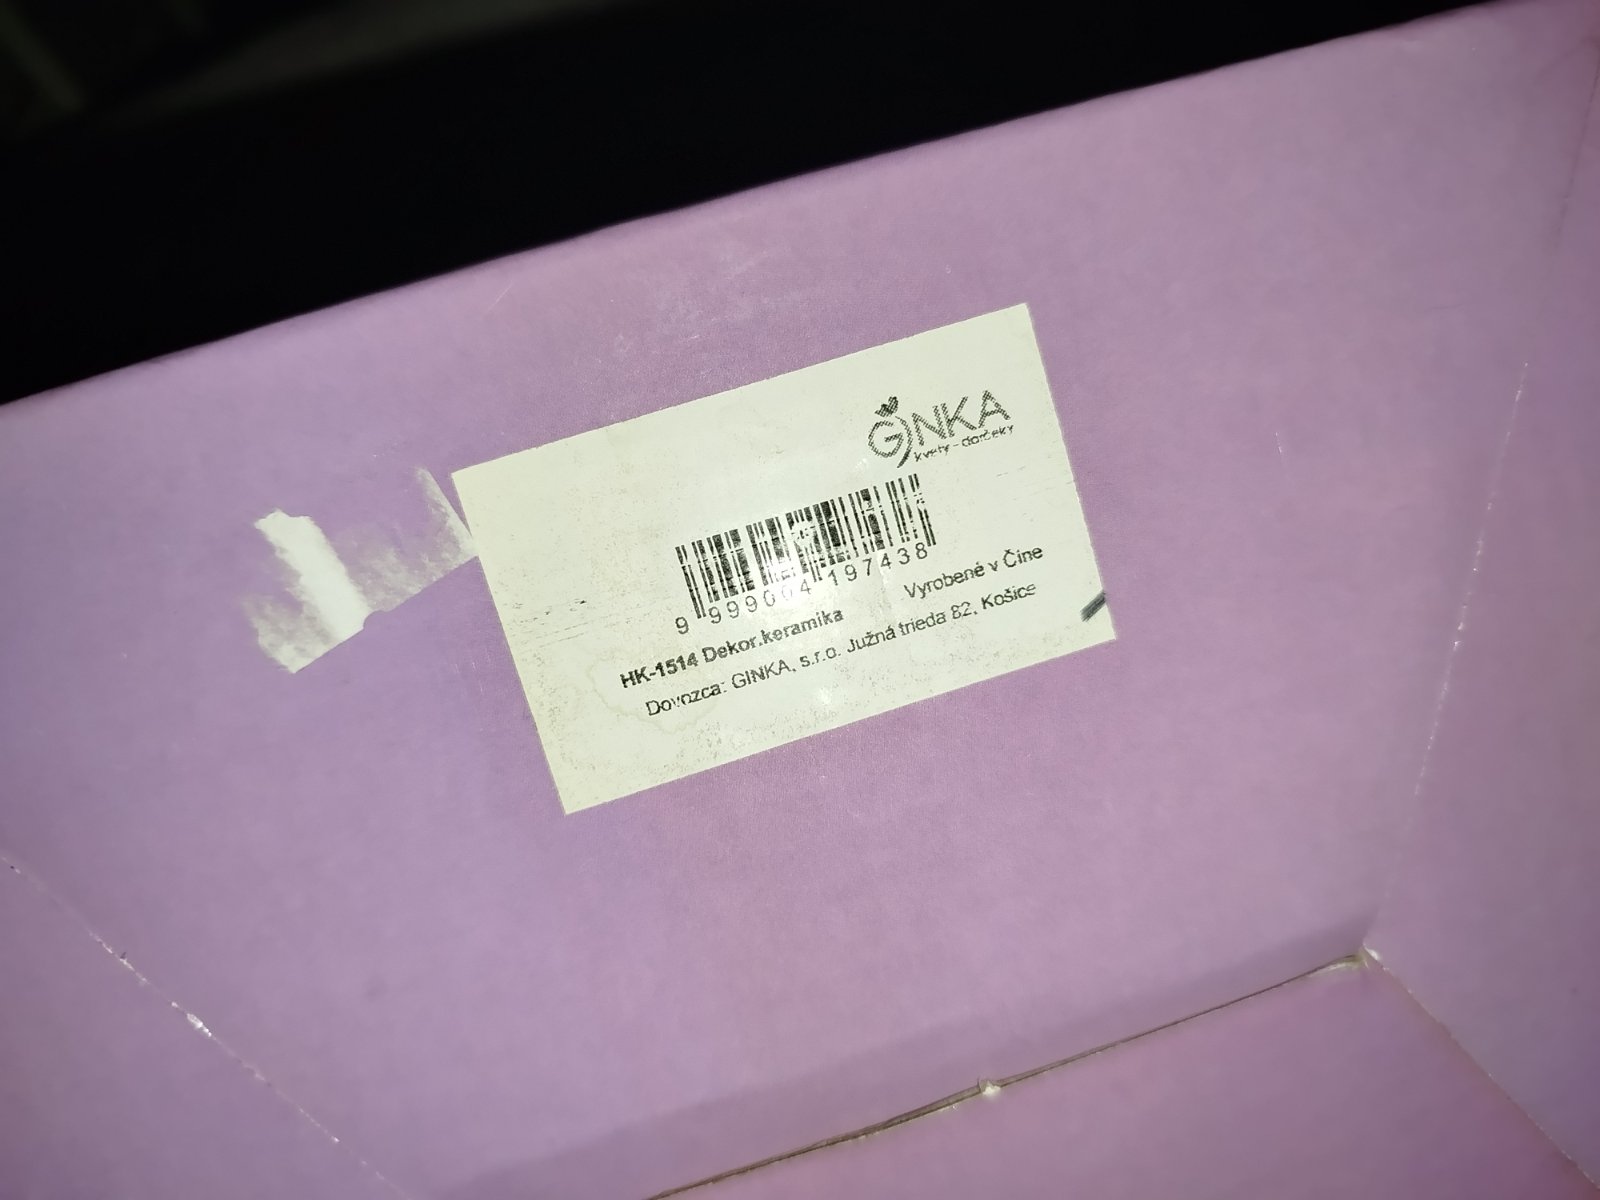 GINKA
kvety - darčeky
9 999004 197438
Vyrobené v Číne
HK-1514 Dekor.keramika
Dovozca: GINKA, s.r.o. Južná trieda 82, Košice